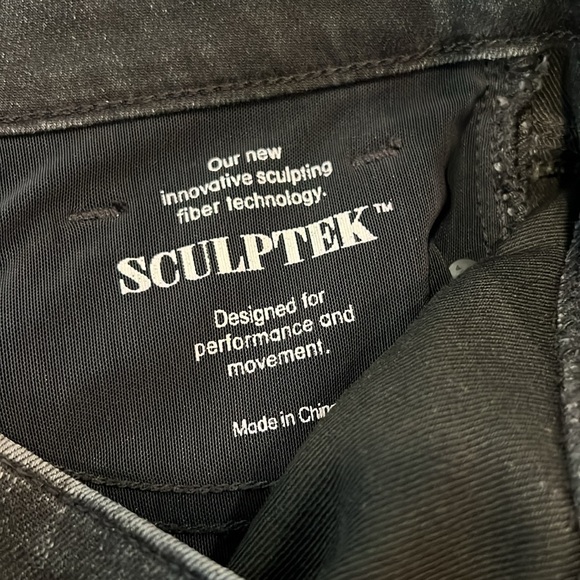 Our new
innovative sculpting
fiber technology.
SCULPTEK™
Designed for
performance and
movement.
Made in Chin